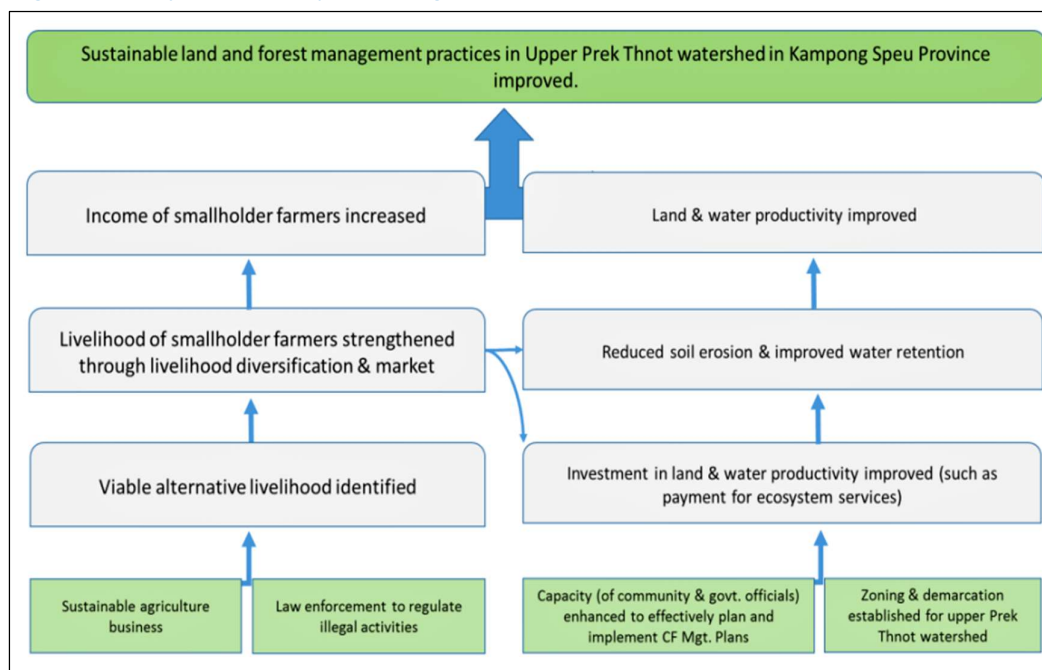 Sustainable land and forest management practices in Upper Prek Thnot watershed in Kampong Speu Province
improved.
Income of smallholder farmers increased
Land & water productivity improved
Livelihood of smallholder farmers strengthened
through livelihood diversification & market
Reduced soil erosion & improved water retention
Viable alternative livelihood identified
Investment in land & water productivity improved (such as
payment for ecosystem services)
Sustainable agriculture
business
Law enforcement to regulate
illegal activities
Capacity (of community & govt. officials)
enhanced to effectively plan and
implement CF Mgt. Plans
Zoning & demarcation
established for upper Prek
Thnot watershed